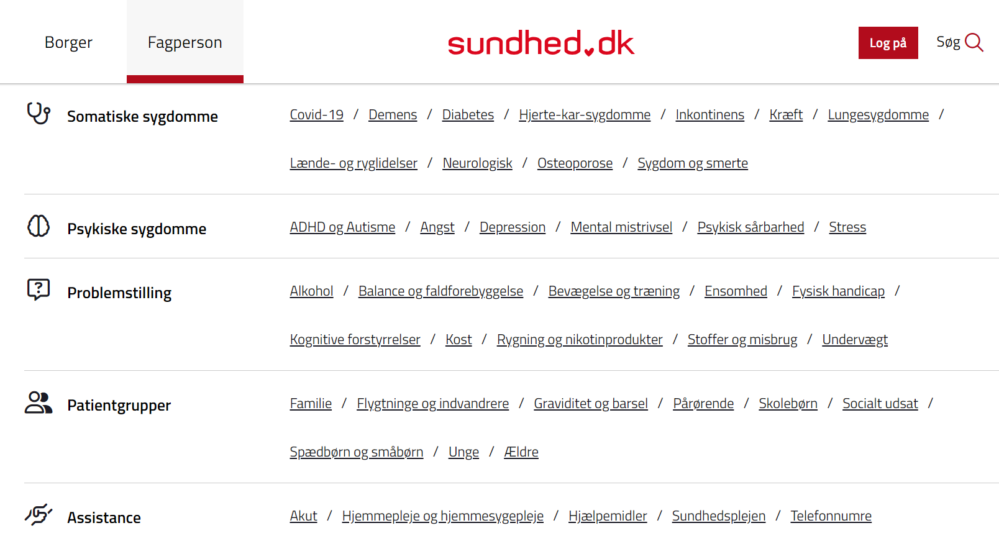 Borger Fagperson sundhed.dk Log på Søg
Somatiske sygdomme Covid-19 / Demens / Diabetes / Hjerte-kar-sygdomme / Inkontinens / Kræft / Lungesygdomme /
Lænde- og ryglidelser / Neurologisk / Osteoporose / Sygdom og smerte
Psykiske sygdomme ADHD og Autisme / Angst / Depression / Mental mistrivsel / Psykisk sårbarhed / Stress
Problemstilling Alkohol / Balance og faldforebyggelse / Bevægelse og træning / Ensomhed / Fysisk handicap /
Kognitive forstyrrelser / Kost / Rygning og nikotinprodukter / Stoffer og misbrug / Undervægt
Patientgrupper Familie / Flygtninge og indvandrere / Graviditet og barsel / Pårørende / Skolebørn / Socialt udsat /
Spædbørn og småbørn / Unge / Ældre
Assistance Akut / Hjemmepleje og hjemmesygepleje / Hjælpemidler / Sundhedsplejen / Telefonnumre